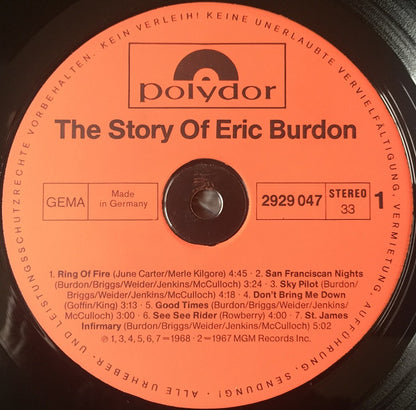 KEIN VERLEIH! KEINE UNERLAUBTE VERVIELFÄLTIGUNG, VERMIETUNG, AUFFÜHRUNG, SENDUNG! · ALLE URHEBER- UND LEISTUNGSSCHUTZRECHTE VORBEHALTEN.
polydor
The Story Of Eric Burdon
GEMA
Made
in Germany
2929 047
STEREO
33
1
1. Ring Of Fire (June Carter/Merle Kilgore) 4:45 · 2. San Franciscan Nights
(Burdon/Briggs/Weider/Jenkins/McCulloch) 3:24 · 3. Sky Pilot (Burdon/
Briggs/Weider/Jenkins/McCulloch) 4:18 · 4. Don't Bring Me Down
(Goffin/King) 3:13 · 5. Good Times (Burdon/Briggs/Weider/Jenkins/
McCulloch) 3:00 · 6. See See Rider (Rowberry) 4:00 · 7. St. James
Infirmary (Burdon/Briggs/Weider/Jenkins/McCulloch) 5:02
℗ 1, 3, 4, 5, 6, 7=1968 · 2=1967 MGM Records Inc.